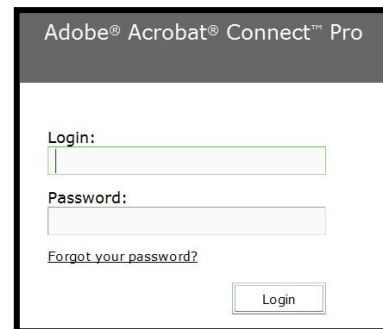 Adobe® Acrobat® Connect™ Pro
Login:
Password:
Forgot your password?
Login